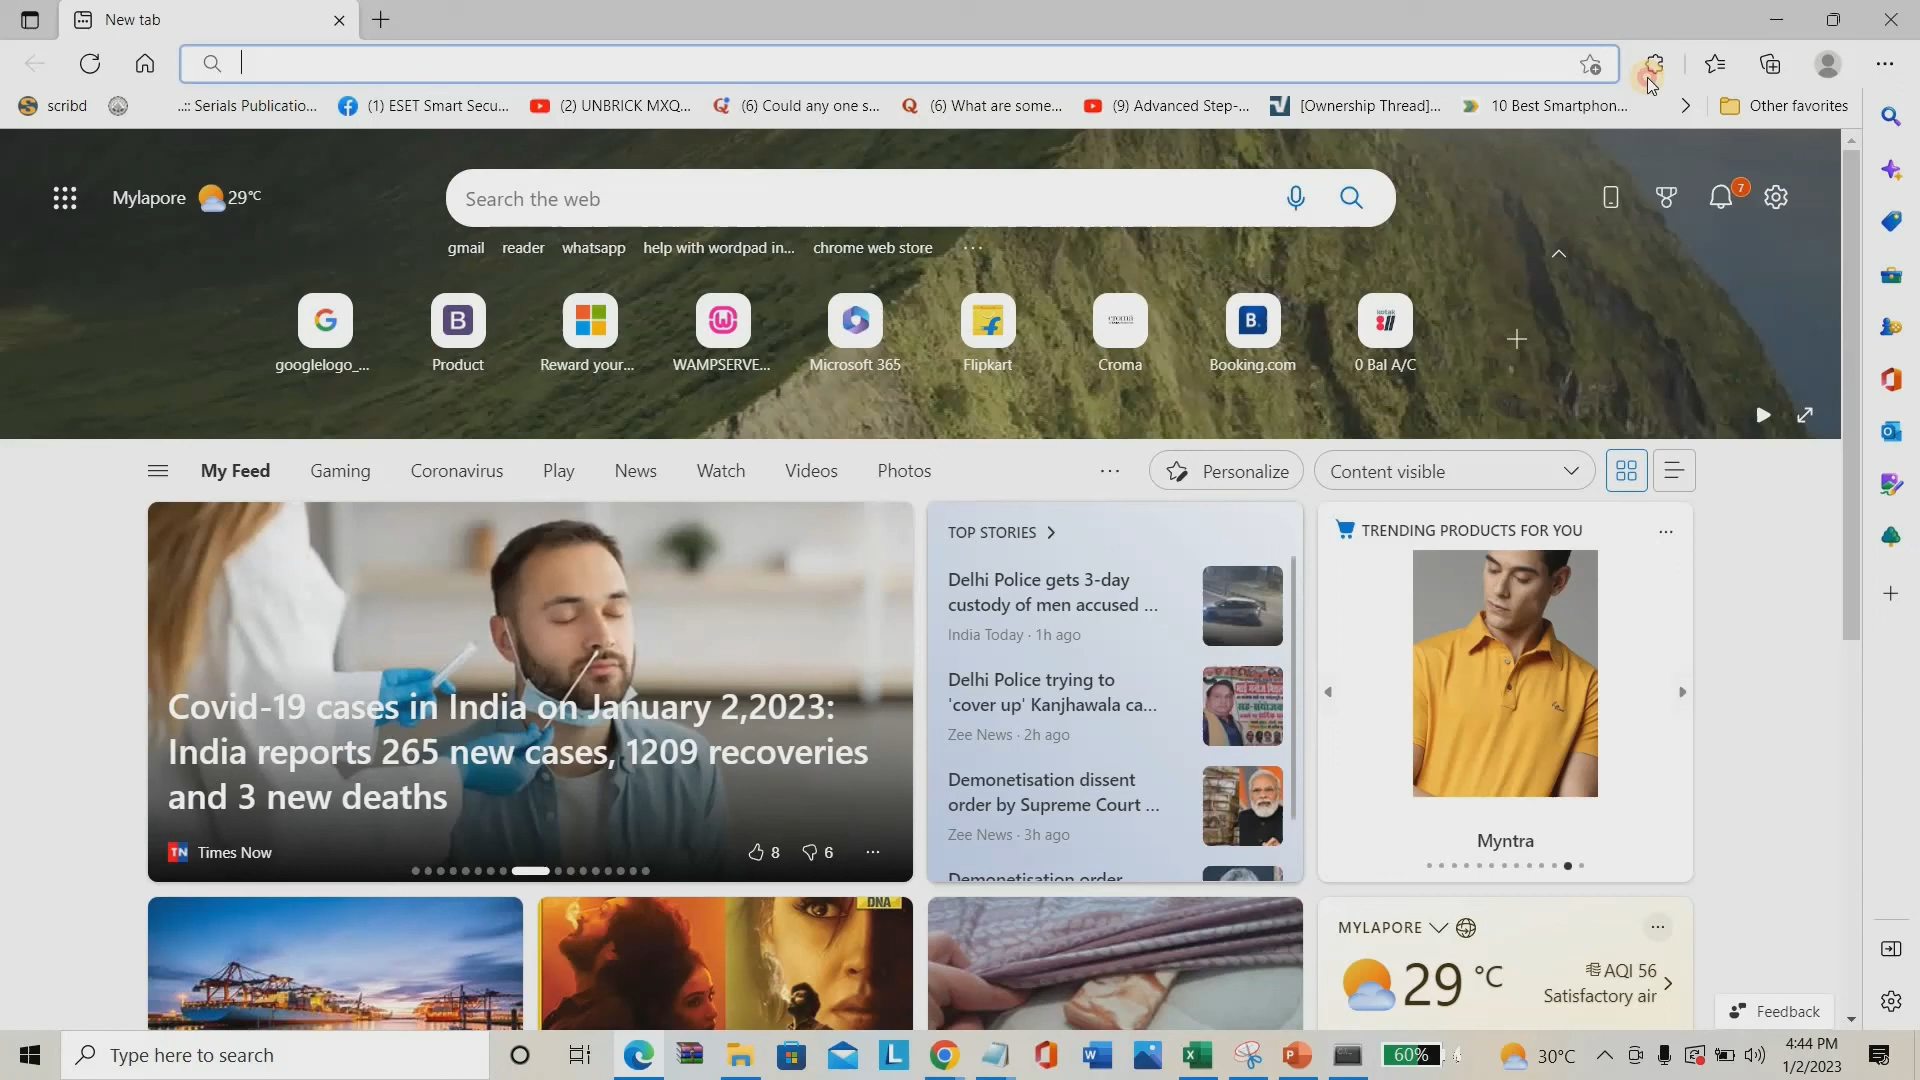 New tab
scribd
..:: Serials Publicatio...
(1) ESET Smart Secu...
(2) UNBRICK MXQ...
(6) Could any one s...
(6) What are some...
(9) Advanced Step-...
[Ownership Thread]...
10 Best Smartphon...
Other favorites
Mylapore
29°C
Search the web
7
gmail
reader
whatsapp
help with wordpad in...
chrome web store
...
googlelogo_...
Product
Reward your...
WAMPSERVE...
Microsoft 365
Flipkart
Croma
Booking.com
0 Bal A/C
My Feed
Gaming
Coronavirus
Play
News
Watch
Videos
Photos
...
Personalize
Content visible
Covid-19 cases in India on January 2,2023:
India reports 265 new cases, 1209 recoveries
and 3 new deaths
TN
Times Now
8
6
TOP STORIES
Delhi Police gets 3-day
custody of men accused ...
India Today · 1h ago
Delhi Police trying to
'cover up' Kanjhawala ca...
Zee News · 2h ago
Demonetisation dissent
order by Supreme Court ...
Zee News · 3h ago
Demonetisation order
TRENDING PRODUCTS FOR YOU
Myntra
DNA
MYLAPORE
29 °C
AQI 56
Satisfactory air
Feedback
Type here to search
60%
30°C
4:44 PM
1/2/2023